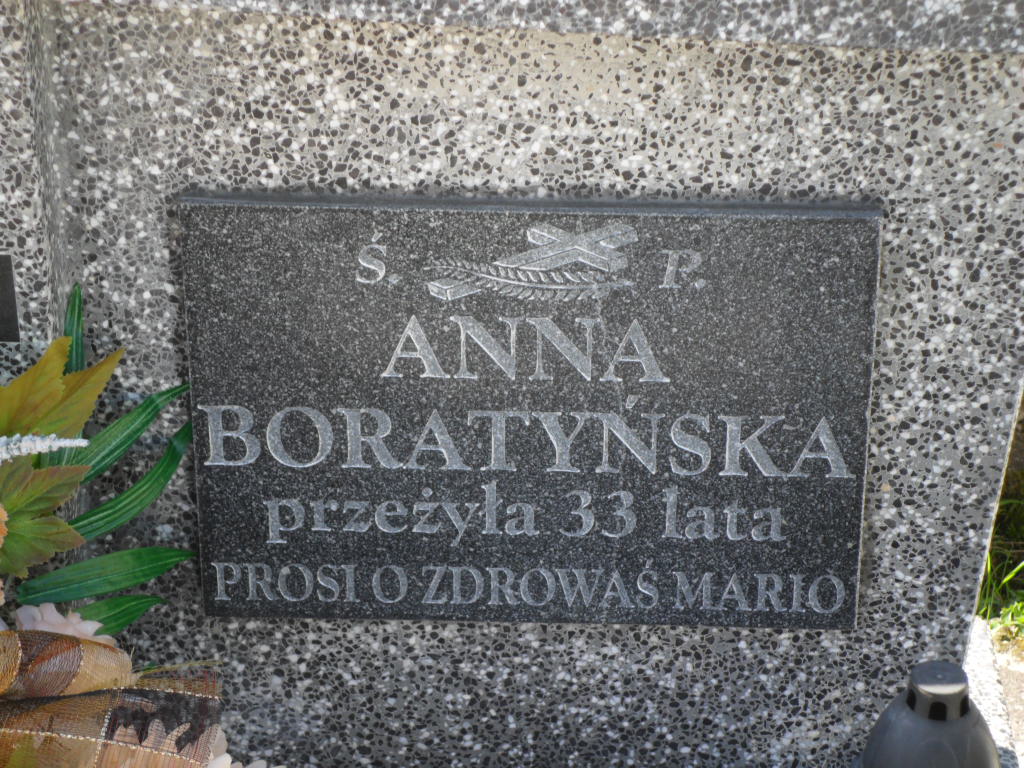 Ś. P.
ANNA
BORATYŃSKA
przeżyła 33 lata
PROSI O ZDROWAŚ MARIO